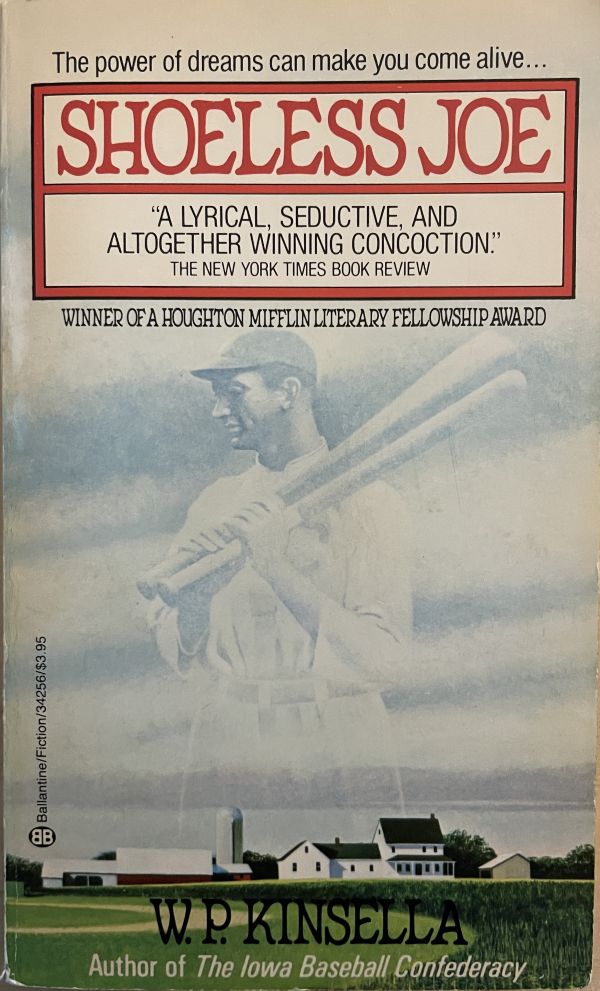 The power of dreams can make you come alive...
SHOELESS JOE
"A LYRICAL, SEDUCTIVE, AND
ALTOGETHER WINNING CONCOCTION."
THE NEW YORK TIMES BOOK REVIEW
WINNER OF A HOUGHTON MIFFLIN LITERARY FELLOWSHIP AWARD
Ballantine/Fiction/34256/$3.95
BB
W. P. KINSELLA
Author of The Iowa Baseball Confederacy